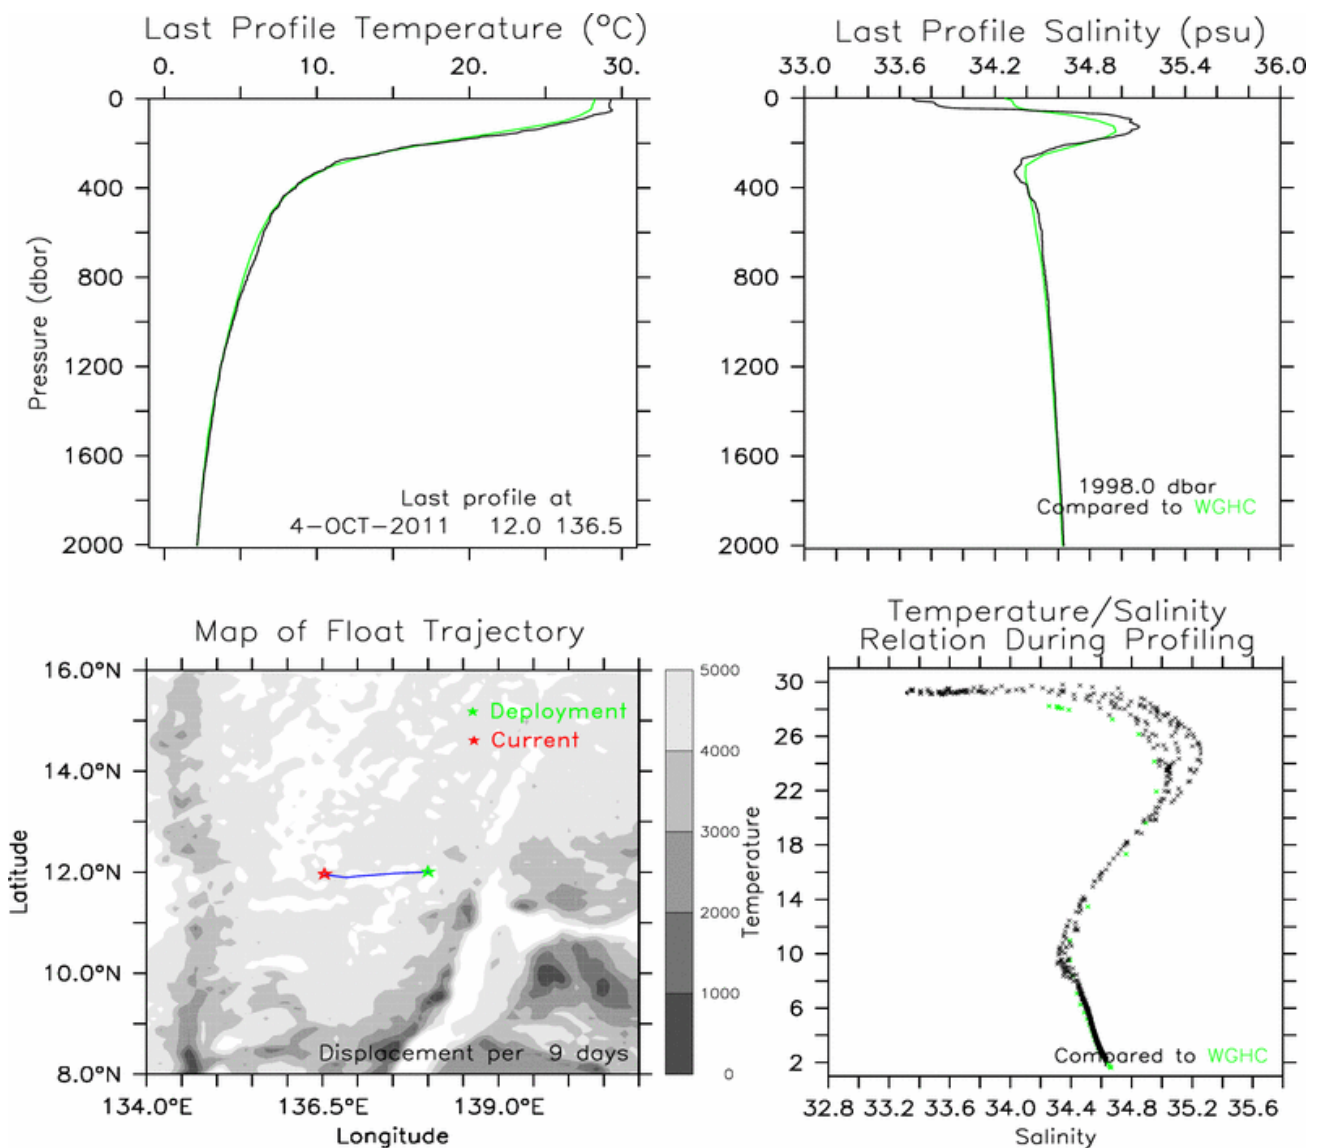 Last Profile Temperature (°C)
0. 10. 20. 30.
0
400
800
1200
1600
2000
Pressure (dbar)
Last profile at
4-OCT-2011 12.0 136.5
Last Profile Salinity (psu)
33.0 33.6 34.2 34.8 35.4 36.0
0
400
800
1200
1600
2000
1998.0 dbar
Compared to WGHC
Map of Float Trajectory
16.0°N
14.0°N
12.0°N
10.0°N
8.0°N
Latitude
Deployment
Current
Displacement per 9 days
134.0°E 136.5°E 139.0°E
Longitude
5000
4000
3000
2000
1000
0
Temperature/Salinity
Relation During Profiling
30
26
22
18
14
10
6
2
Temperature
Compared to WGHC
32.8 33.2 33.6 34.0 34.4 34.8 35.2 35.6
Salinity